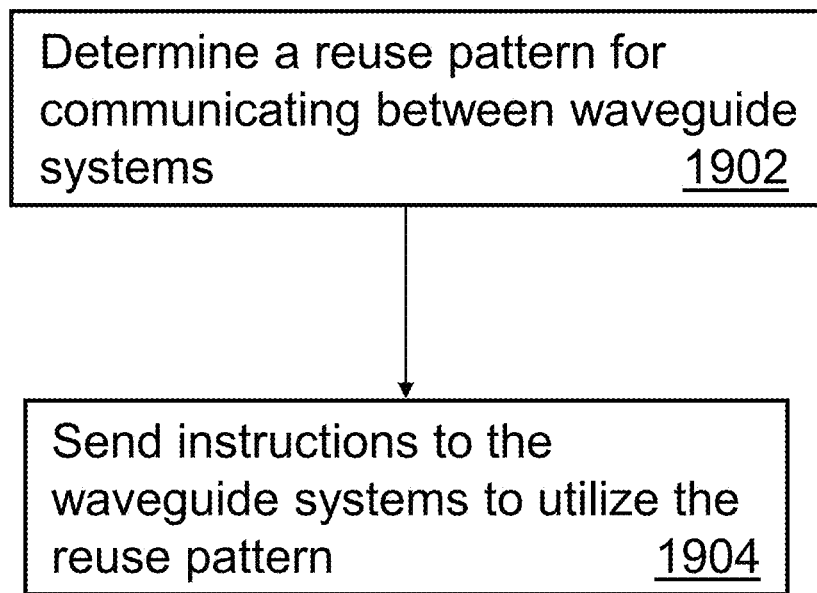 Determine a reuse pattern for
communicating between waveguide
systems 1902
Send instructions to the
waveguide systems to utilize the
reuse pattern 1904